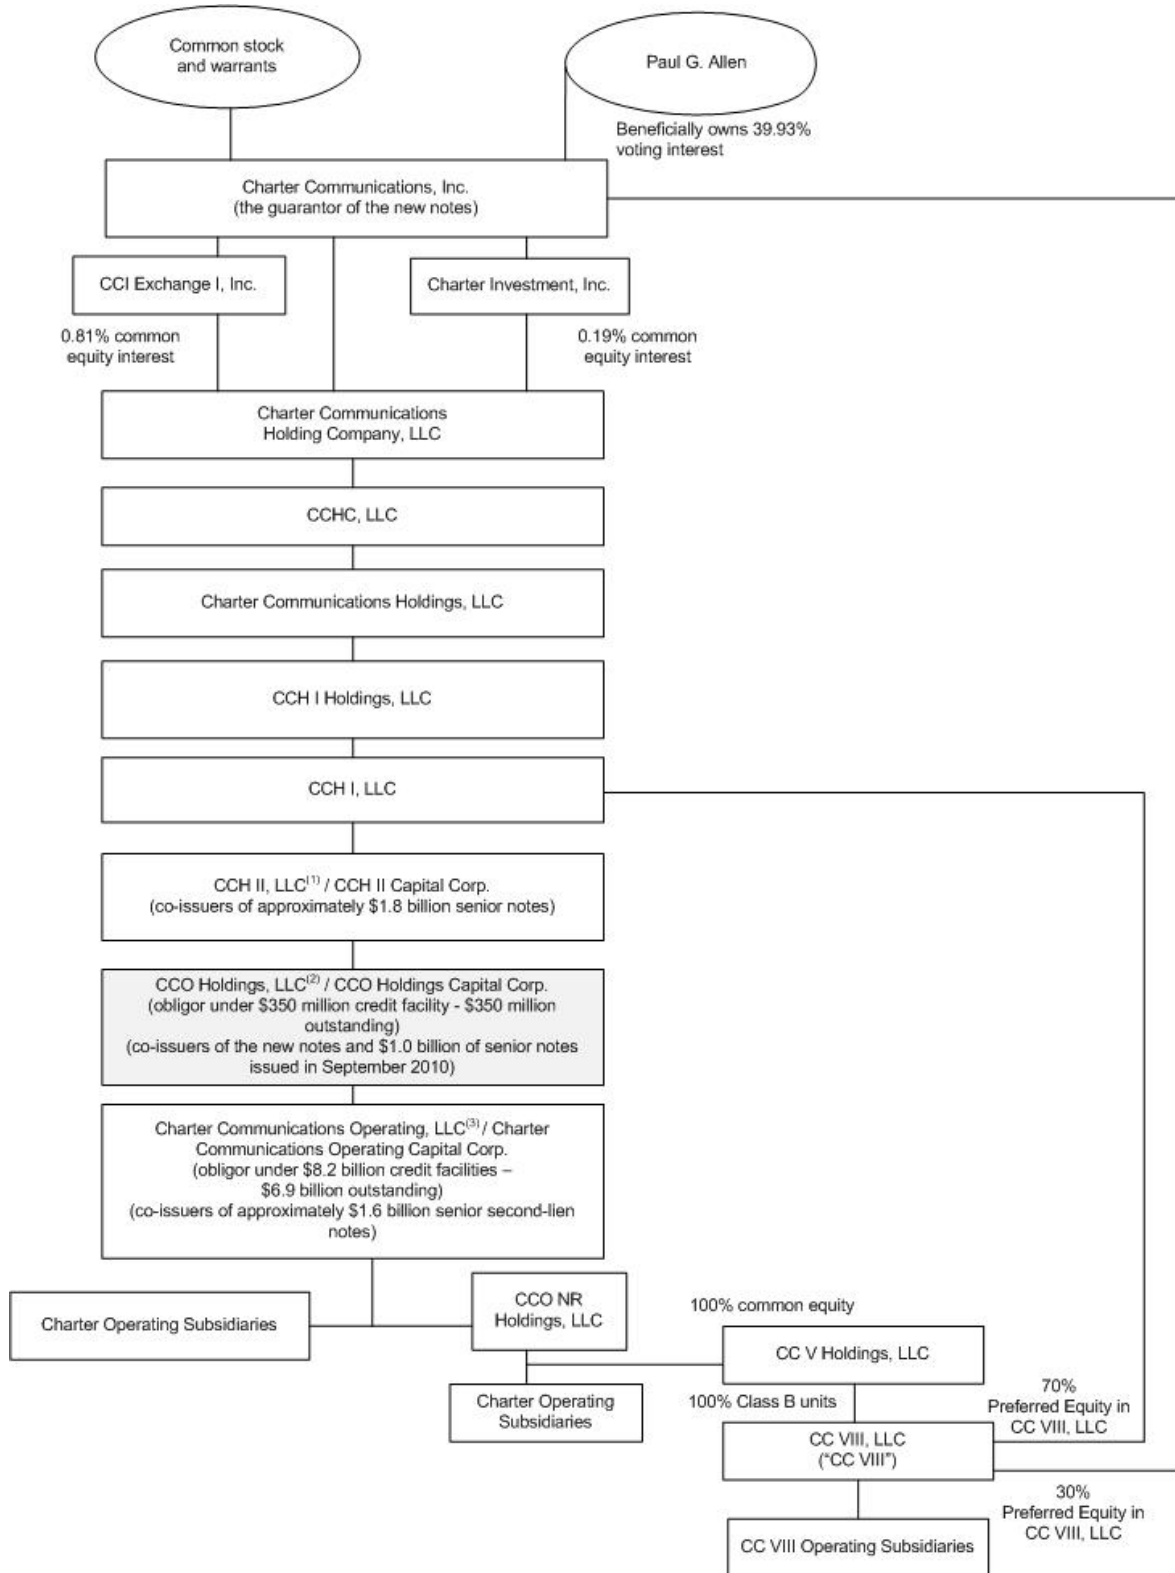 Common stock
and warrants
Paul G. Allen
Beneficially owns 39.93%
voting interest
Charter Communications, Inc.
(the guarantor of the new notes)
CCI Exchange I, Inc.
Charter Investment, Inc.
0.81% common
equity interest
0.19% common
equity interest
Charter Communications
Holding Company, LLC
CCHC, LLC
Charter Communications Holdings, LLC
CCH I Holdings, LLC
CCH I, LLC
CCH II, LLC(1) / CCH II Capital Corp.
(co-issuers of approximately $1.8 billion senior notes)
CCO Holdings, LLC(2) / CCO Holdings Capital Corp.
(obligor under $350 million credit facility - $350 million
outstanding)
(co-issuers of the new notes and $1.0 billion of senior notes
issued in September 2010)
Charter Communications Operating, LLC(3) / Charter
Communications Operating Capital Corp.
(obligor under $8.2 billion credit facilities –
$6.9 billion outstanding)
(co-issuers of approximately $1.6 billion senior second-lien
notes)
Charter Operating Subsidiaries
CCO NR
Holdings, LLC
100% common equity
CC V Holdings, LLC
Charter Operating
Subsidiaries
100% Class B units
70%
Preferred Equity in
CC VIII, LLC
CC VIII, LLC
(“CC VIII”)
30%
Preferred Equity in
CC VIII, LLC
CC VIII Operating Subsidiaries